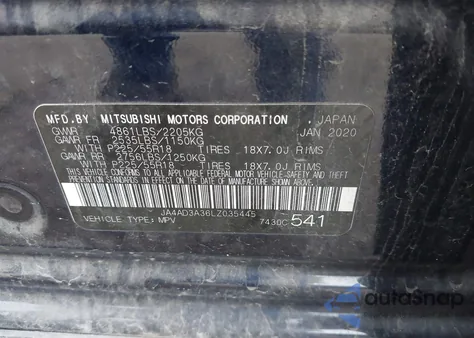 MFD.BY MITSUBISHI MOTORS CORPORATION JAPAN
GVWR 4861LBS/2205KG JAN 2020
GAWR FR 2535LBS/1150KG
WITH P225/55R18 TIRES 18X7.0J RIMS
GAWR RR 2756LBS/1250KG
WITH P225/55R18 TIRES 18X7.0J RIMS
THIS VEHICLE CONFORMS TO ALL APPLICABLE
FEDERAL MOTOR VEHICLE SAFETY AND THEFT
PREVENTION STANDARDS IN EFFECT ON THE DATE
OF MANUFACTURE SHOWN ABOVE.
JA4AD3A36LZ035445
VEHICLE TYPE: MPV 7430C 541
autoSnap